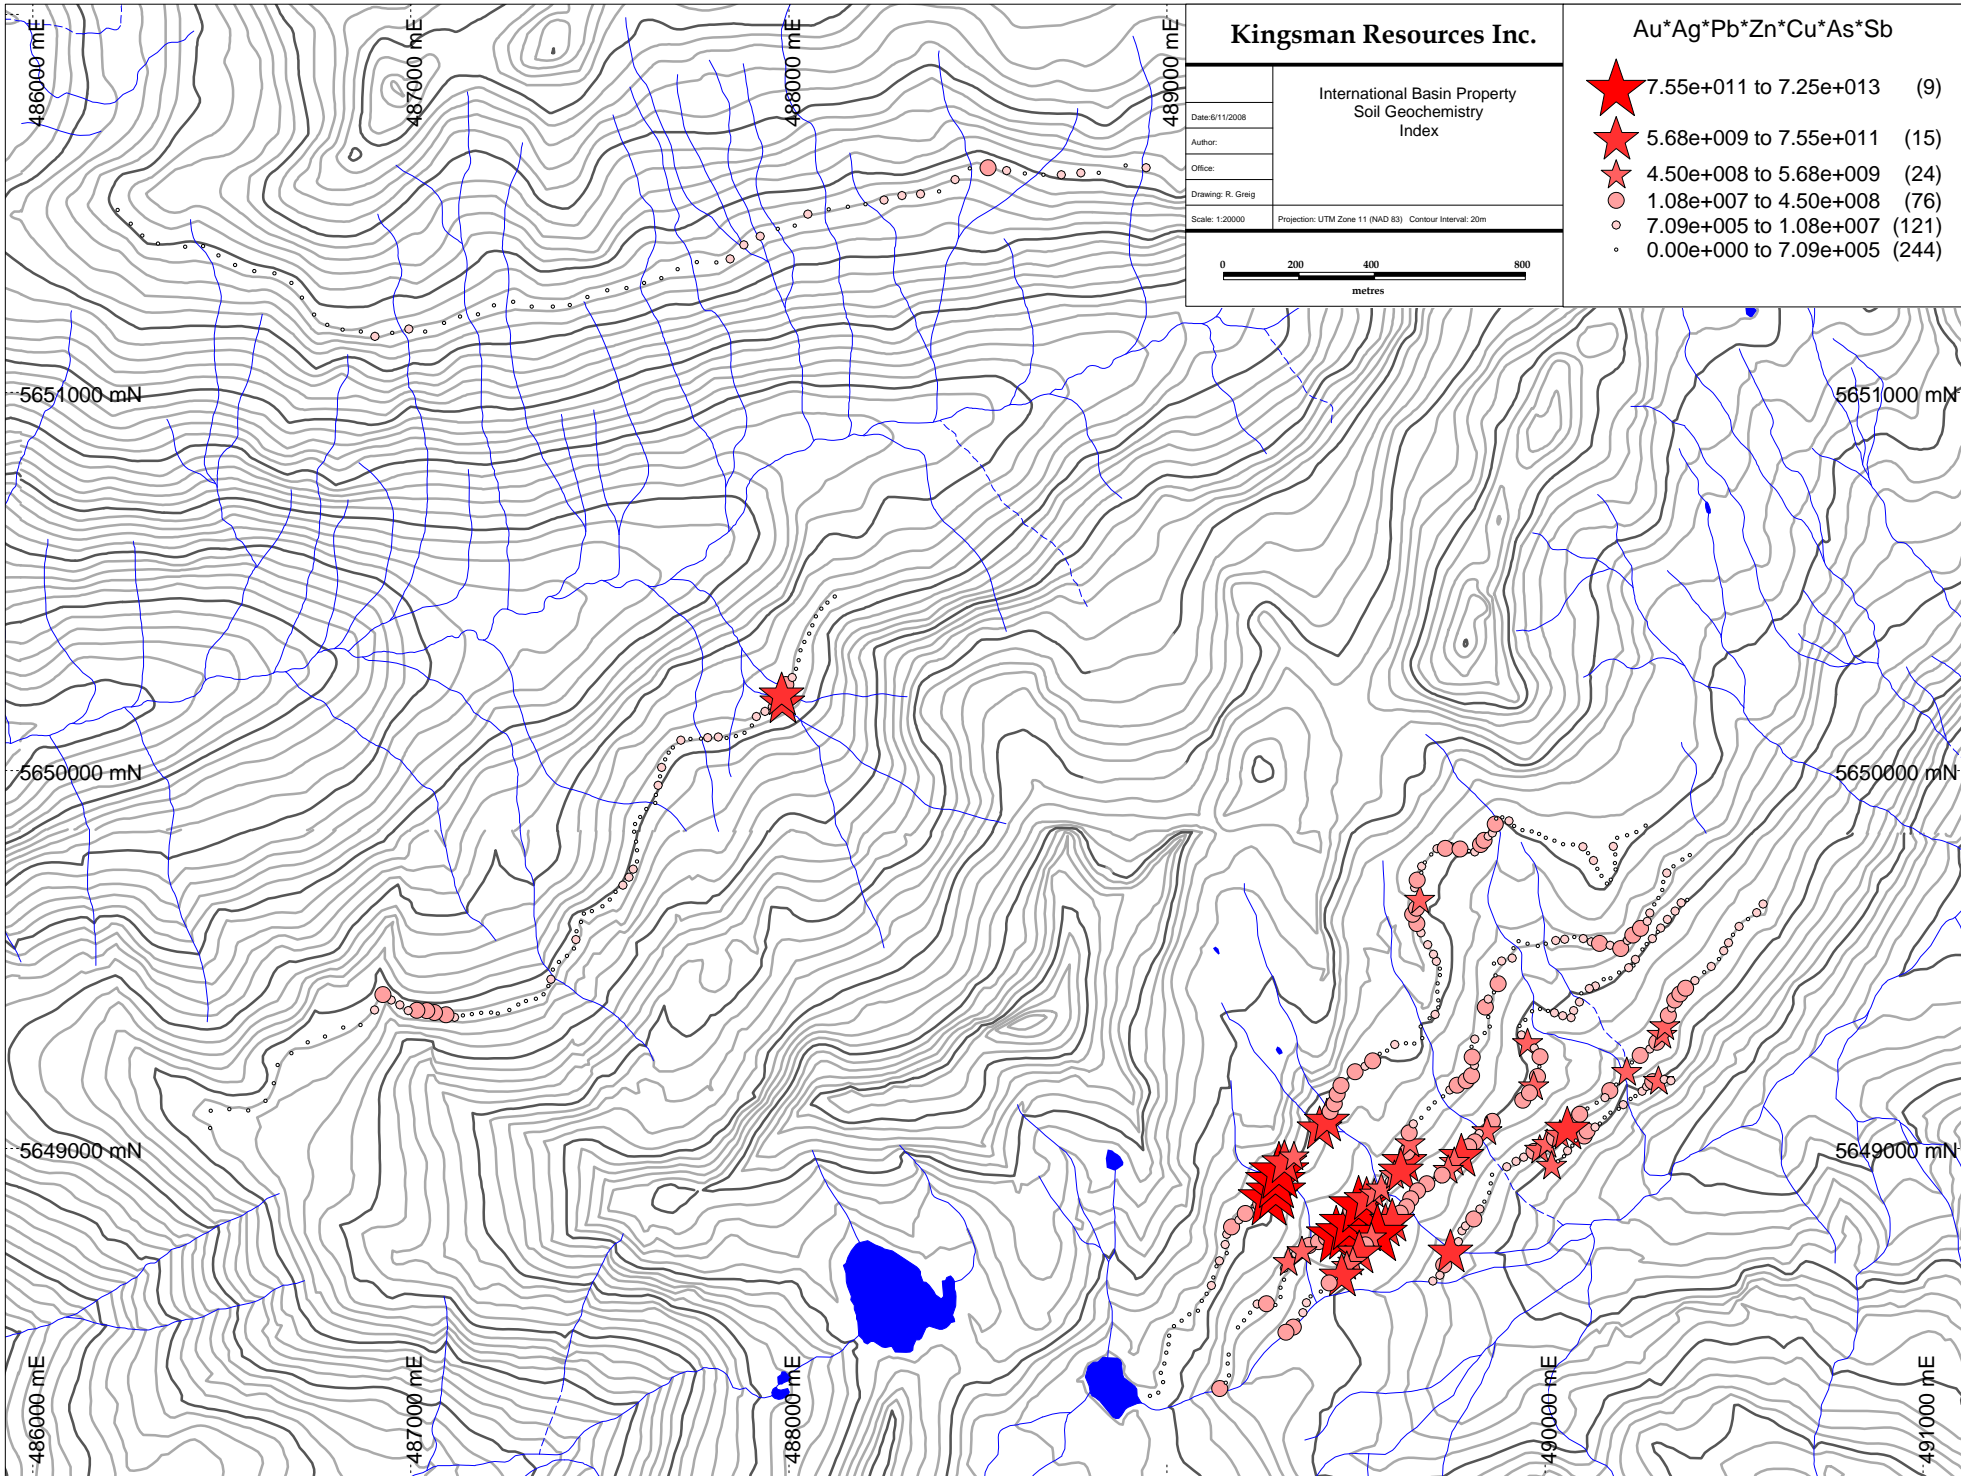 486000 mE
487000 mE
488000 mE
489000 mE
Kingsman Resources Inc.
International Basin Property
Soil Geochemistry
Index
Date:6/11/2008
Author:
Office:
Drawing: R. Greig
Scale: 1:20000
Projection: UTM Zone 11 (NAD 83) Contour Interval: 20m
0 200 400 800
metres
Au*Ag*Pb*Zn*Cu*As*Sb
7.55e+011 to 7.25e+013 (9)
5.68e+009 to 7.55e+011 (15)
4.50e+008 to 5.68e+009 (24)
1.08e+007 to 4.50e+008 (76)
7.09e+005 to 1.08e+007 (121)
0.00e+000 to 7.09e+005 (244)
5651000 mN
5651000 mN
5650000 mN
5650000 mN
5649000 mN
5649000 mN
486000 mE
487000 mE
488000 mE
490000 mE
491000 mE